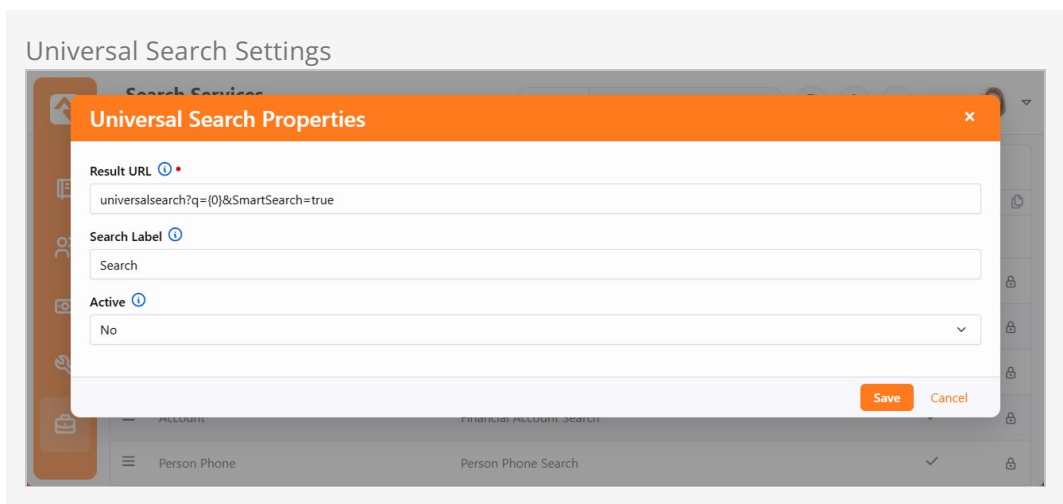 Universal Search Settings
Search Services
Universal Search Properties
Result URL
universalsearch?q={0}&SmartSearch=true
Search Label
Search
Active
No
Save Cancel
Account Financial Account Search
Person Phone Person Phone Search